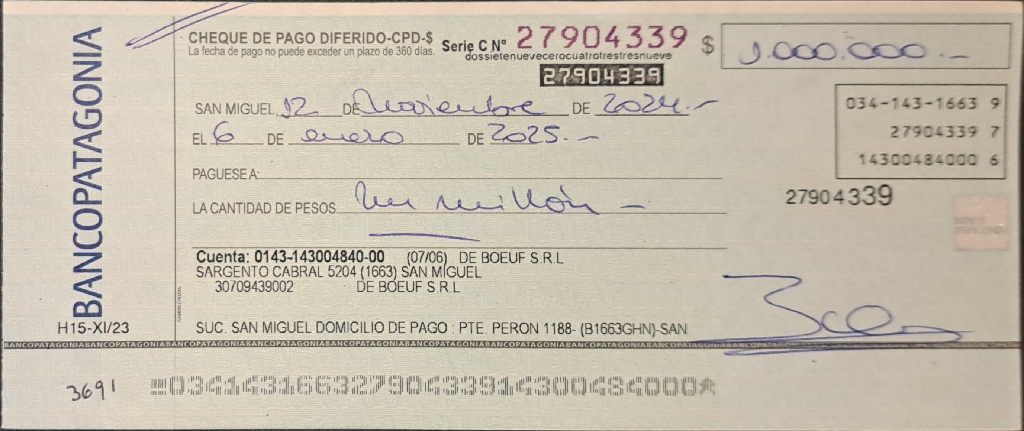 BANCOPATAGONIA
H15-XI/23
CHEQUE DE PAGO DIFERIDO-CPD-$
La fecha de pago no puede exceder un plazo de 360 días.
Serie C Nº 27904339
dossietenuevecerocuatrotrestresnueve
27904339
$ 1.000.000.-
SAN MIGUEL, 12 DE Noviembre DE 2024.-
EL 6 DE enero DE 2025.-
034-143-1663 9
27904339 7
14300484000 6
PAGUESE A:
27904339
LA CANTIDAD DE PESOS Un millón -
Cuenta: 0143-143004840-00 (07/06) DE BOEUF S.R.L
SARGENTO CABRAL 5204 (1663) SAN MIGUEL
30709439002 DE BOEUF S.R.L
SUC. SAN MIGUEL DOMICILIO DE PAGO : PTE. PERON 1188- (B1663GHN)-SAN
BANCOPATAGONIABANCOPATAGONIABANCOPATAGONIABANCOPATAGONIABANCOPATAGONIABANCOPATAGONIABANCOPATAGONIA
3691
03414316632790433914300484000